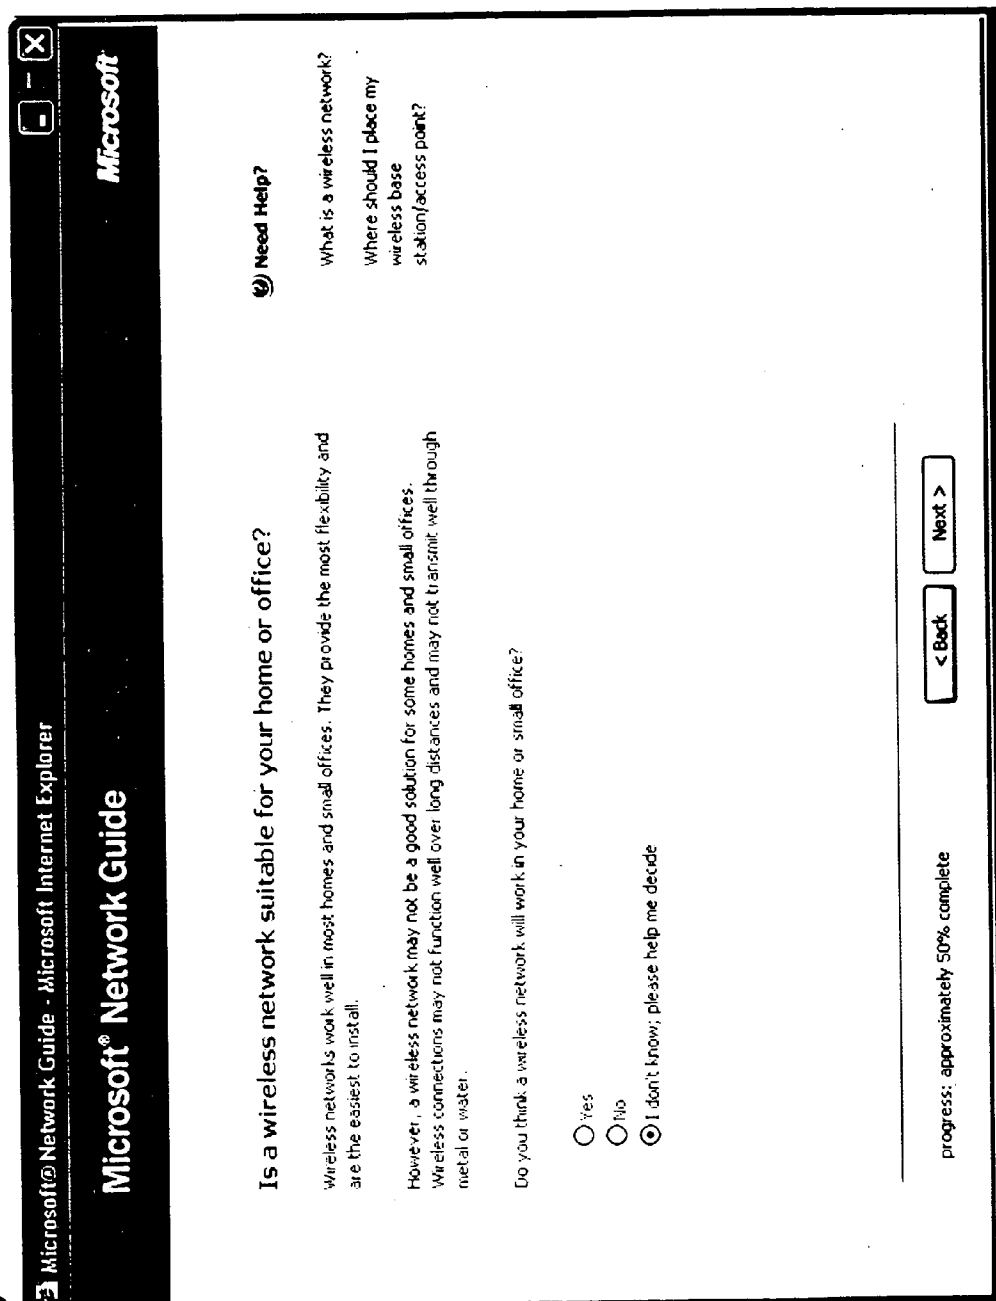 Microsoft® Network Guide - Microsoft Internet Explorer
Microsoft® Network Guide
Microsoft
Is a wireless network suitable for your home or office?
Wireless networks work well in most homes and small offices. They provide the most flexibility and
are the easiest to install.
However, a wireless network may not be a good solution for some homes and small offices.
Wireless connections may not function well over long distances and may not transmit well through
metal or water.
Do you think a wireless network will work in your home or small office?
Yes
No
I don't know; please help me decide
Need Help?
What is a wireless network?
Where should I place my
wireless base
station/access point?
progress: approximately 50% complete
< Back
Next >